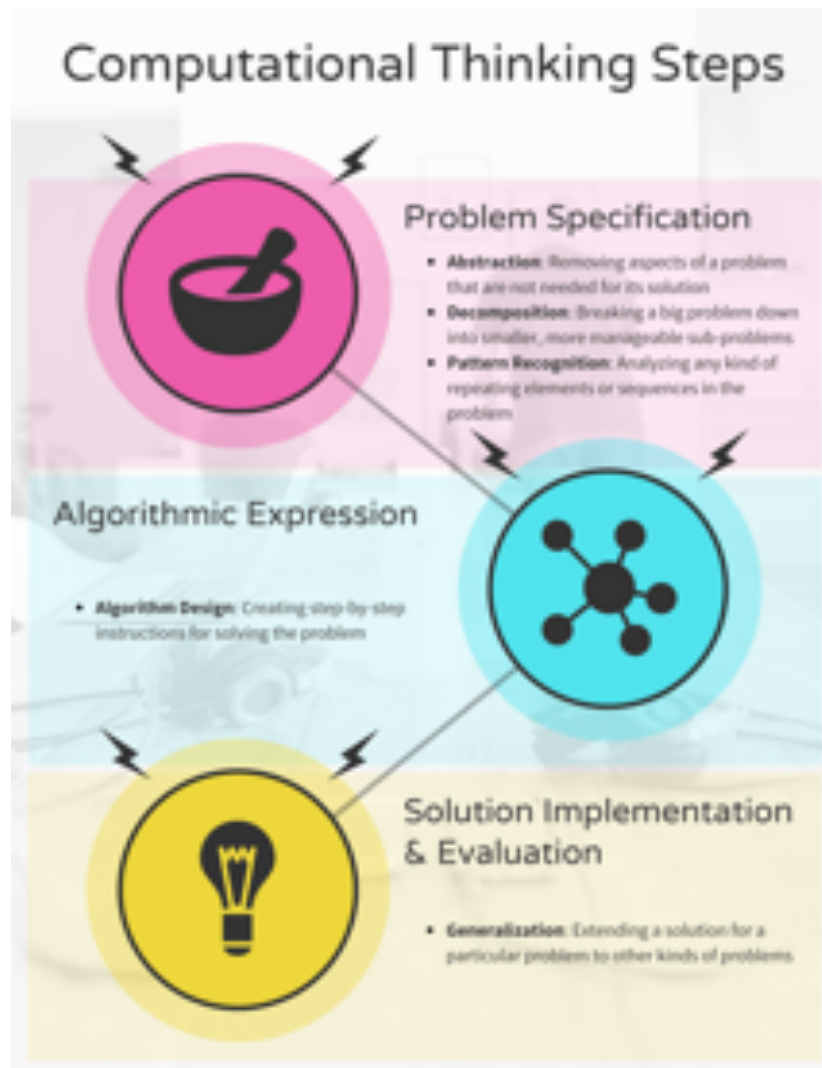 Computational Thinking Steps
Problem Specification
• Abstraction: Removing aspects of a problem
that are not needed for its solution
• Decomposition: Breaking a big problem down
into smaller, more manageable sub-problems
• Pattern Recognition: Analyzing any kind of
repeating elements or sequences in the
problem
Algorithmic Expression
• Algorithm Design: Creating step-by-step
instructions for solving the problem
Solution Implementation
& Evaluation
• Generalization: Extending a solution for a
particular problem to other kinds of problems